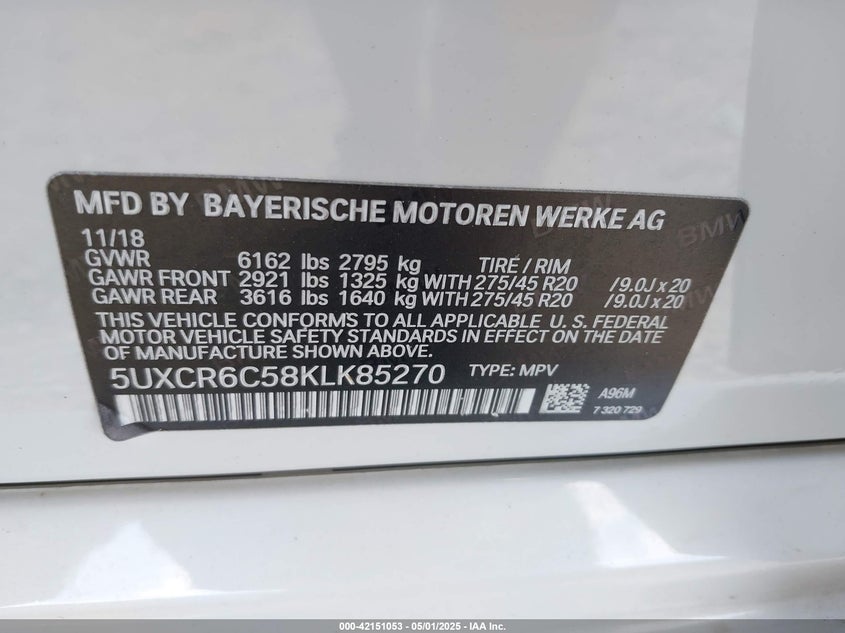 MFD BY BAYERISCHE MOTOREN WERKE AG
11/18
GVWR 6162 lbs 2795 kg TIRE / RIM
GAWR FRONT 2921 lbs 1325 kg WITH 275/45 R20 /9.0J x 20
GAWR REAR 3616 lbs 1640 kg WITH 275/45 R20 /9.0J x 20
THIS VEHICLE CONFORMS TO ALL APPLICABLE U. S. FEDERAL
MOTOR VEHICLE SAFETY STANDARDS IN EFFECT ON THE DATE
OF MANUFACTURE SHOWN ABOVE.
5UXCR6C58KLK85270 TYPE: MPV
A96M
7 320 729
BMW
000-42151053 - 05/01/2025 - IAA Inc.